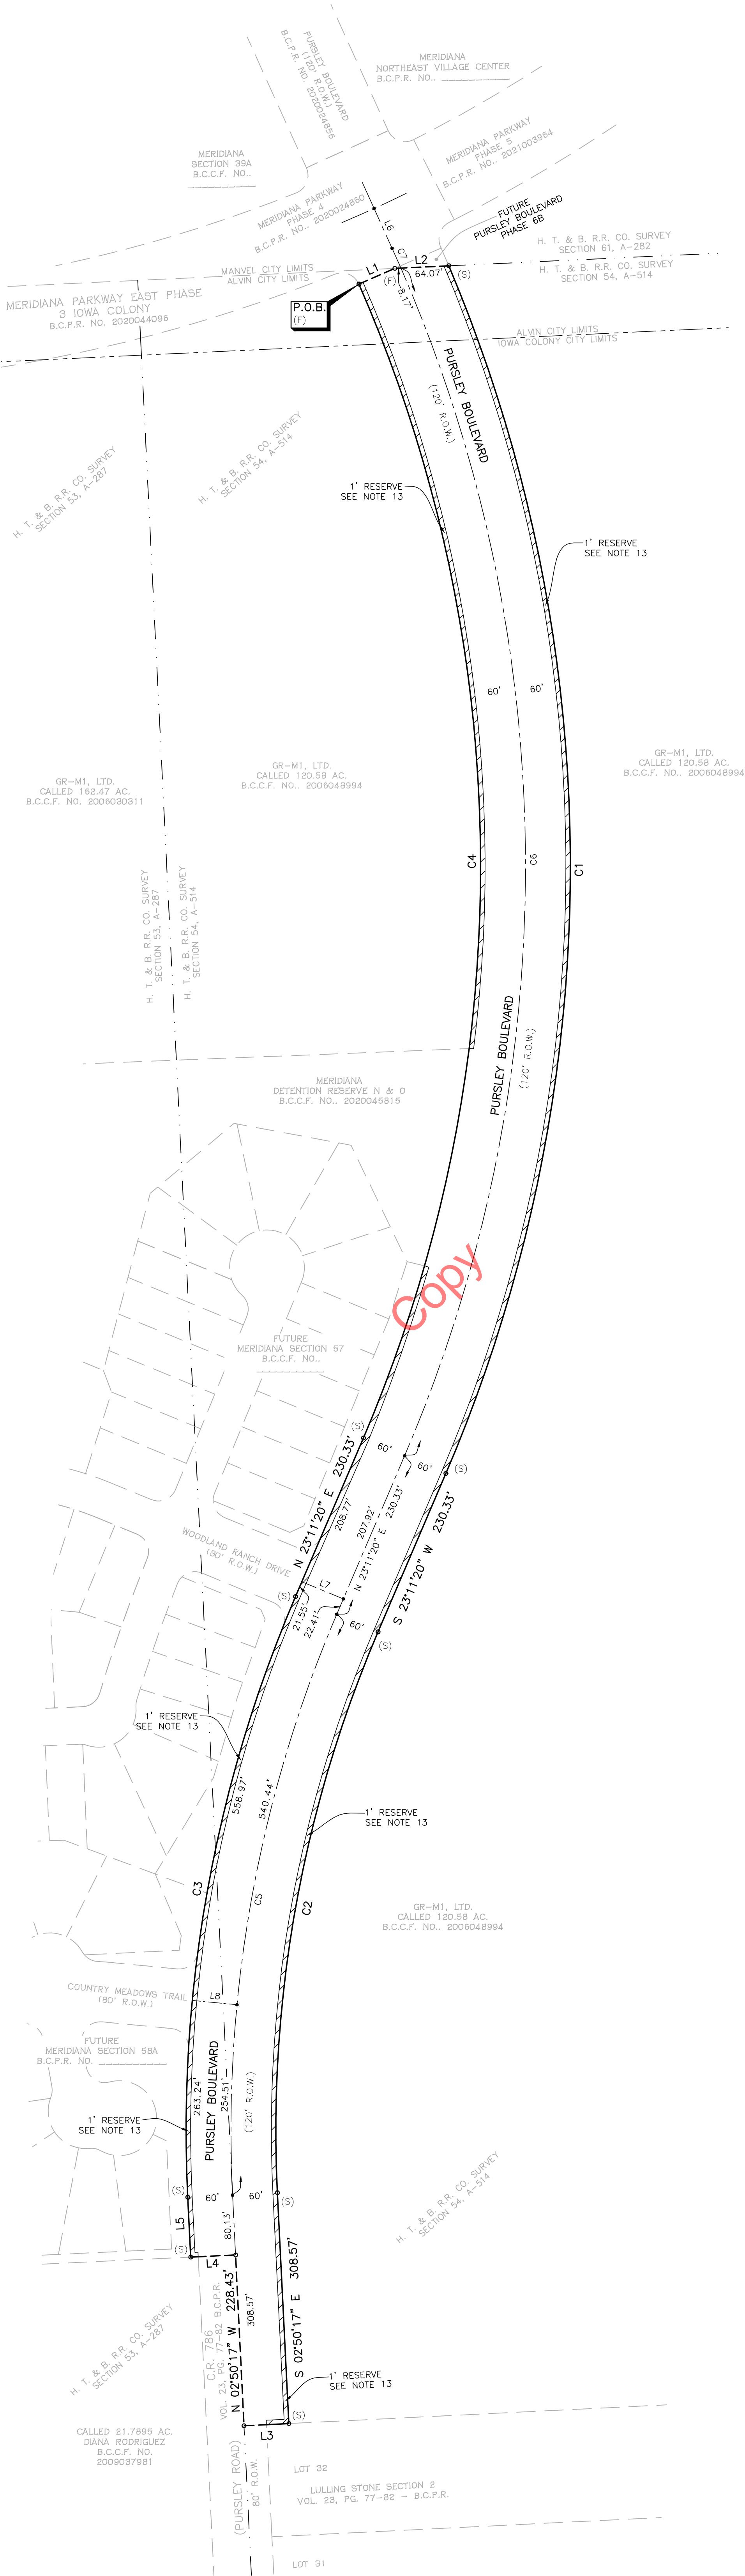 PURSLEY BOULEVARD
(120' R.O.W.)
B.C.P.R. NO. 2020024856
MERIDIANA
NORTHEAST VILLAGE CENTER
B.C.P.R. NO.. ____________
MERIDIANA
SECTION 39A
B.C.C.F. NO..
____________
MERIDIANA PARKWAY
PHASE 5
B.C.P.R. NO.. 2021003964
MERIDIANA PARKWAY
PHASE 4
B.C.P.R. NO.. 2020024860
FUTURE
PURSLEY BOULEVARD
PHASE 6B
L6
C7
L2
64.07'
L1
(F)
(S)
8.17'
H. T. & B. R.R. CO. SURVEY
SECTION 61, A-282
H. T. & B. R.R. CO. SURVEY
SECTION 54, A-514
MANVEL CITY LIMITS
ALVIN CITY LIMITS
MERIDIANA PARKWAY EAST PHASE
3 IOWA COLONY
B.C.P.R. NO. 2020044096
P.O.B.
(F)
ALVIN CITY LIMITS
IOWA COLONY CITY LIMITS
PURSLEY BOULEVARD
(120' R.O.W.)
H. T. & B. R.R. CO. SURVEY
SECTION 53, A-287
H. T. & B. R.R. CO. SURVEY
SECTION 54, A-514
1' RESERVE
SEE NOTE 13
1' RESERVE
SEE NOTE 13
60'
60'
GR-M1, LTD.
CALLED 162.47 AC.
B.C.C.F. NO. 2006030311
GR-M1, LTD.
CALLED 120.58 AC.
B.C.C.F. NO.. 2006048994
GR-M1, LTD.
CALLED 120.58 AC.
B.C.C.F. NO.. 2006048994
C4
C6
C1
H. T. & B. R.R. CO. SURVEY
SECTION 53, A-287
H. T. & B. R.R. CO. SURVEY
SECTION 54, A-514
PURSLEY BOULEVARD
(120' R.O.W.)
MERIDIANA
DETENTION RESERVE N & O
B.C.C.F. NO.. 2020045815
Copy
FUTURE
MERIDIANA SECTION 57
B.C.C.F. NO..
____________
(S)
60'
60'
(S)
N 23°11'20" E 230.33'
208.77'
207.92'
N 23°11'20" E 230.33'
S 23°11'20" W 230.33'
WOODLAND RANCH DRIVE
(80' R.O.W.)
L7
(S)
21.55'
22.41'
60'
(S)
1' RESERVE
SEE NOTE 13
558.97'
540.44'
1' RESERVE
SEE NOTE 13
C3
C5
C2
GR-M1, LTD.
CALLED 120.58 AC.
B.C.C.F. NO.. 2006048994
COUNTRY MEADOWS TRAIL
(80' R.O.W.)
L8
FUTURE
MERIDIANA SECTION 58A
B.C.P.R. NO. ____________
PURSLEY BOULEVARD
263.24'
254.51'
(120' R.O.W.)
1' RESERVE
SEE NOTE 13
(S)
60'
60'
(S)
L5
80.13'
(S)
L4
H. T. & B. R.R. CO. SURVEY
SECTION 54, A-514
C.R. 786
VOL. 23, PG. 77-82 B.C.P.R.
N 02°50'17" W 228.43'
308.57'
S 02°50'17" E 308.57'
H. T. & B. R.R. CO. SURVEY
SECTION 53, A-287
1' RESERVE
SEE NOTE 13
(S)
L3
CALLED 21.7895 AC.
DIANA RODRIGUEZ
B.C.C.F. NO.
2009037981
(PURSLEY ROAD)
80' R.O.W.
LOT 32
LULLING STONE SECTION 2
VOL. 23, PG. 77-82 - B.C.P.R.
LOT 31